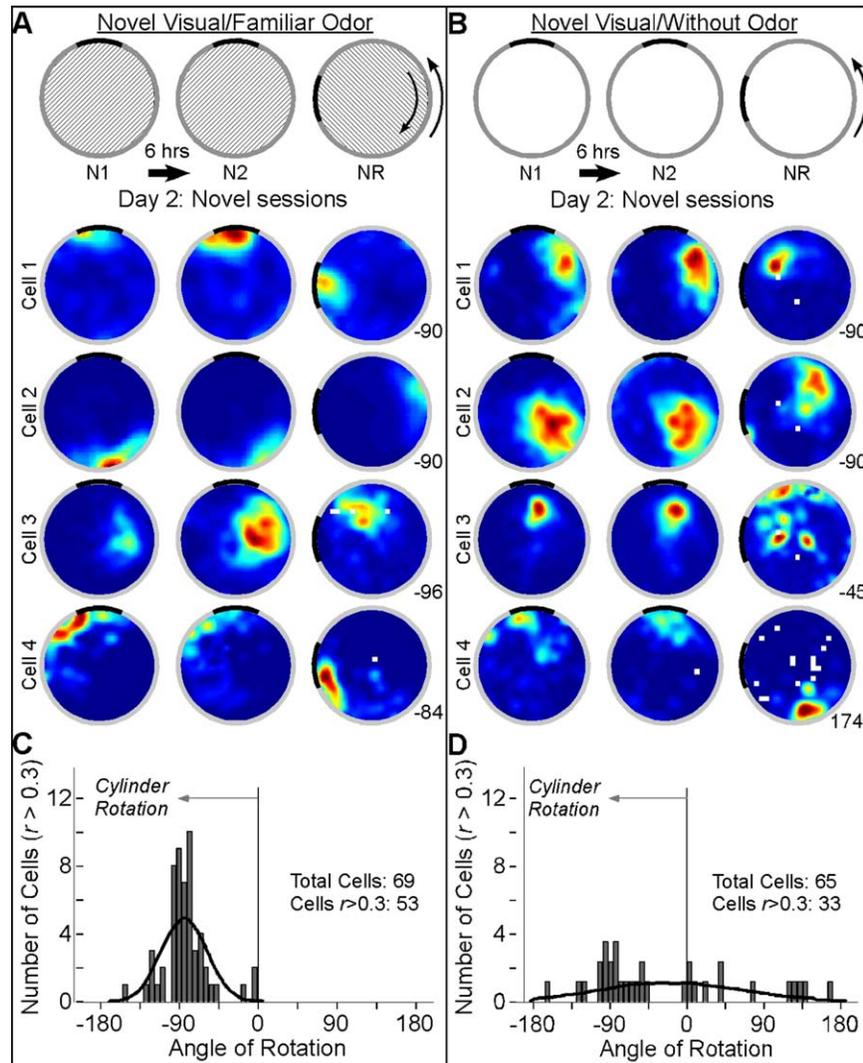 A Novel Visual/Familiar Odor
6 hrs
N1 N2 NR
Day 2: Novel sessions
Cell 1
-90
Cell 2
-90
Cell 3
-96
Cell 4
-84
B Novel Visual/Without Odor
6 hrs
N1 N2 NR
Day 2: Novel sessions
Cell 1
-90
Cell 2
-90
Cell 3
-45
Cell 4
174
C
Number of Cells (r > 0.3)
12
8
4
0
Cylinder
Rotation
Total Cells: 69
Cells r>0.3: 53
-180 -90 0 90 180
Angle of Rotation
D
Number of Cells (r > 0.3)
12
8
4
0
Cylinder
Rotation
Total Cells: 65
Cells r>0.3: 33
-180 -90 0 90 180
Angle of Rotation